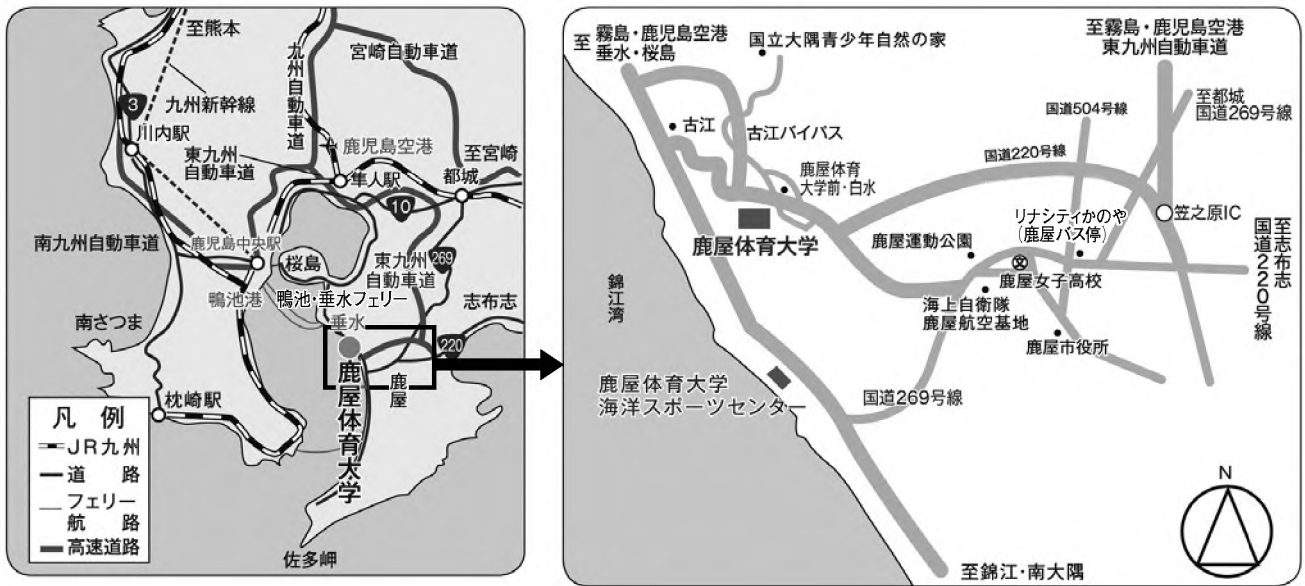 至熊本
九州自動車道
宮崎自動車道
3
九州新幹線
川内駅
鹿児島空港
東九州
自動車道
至宮崎
隼人駅
都城
10
南九州自動車道
鹿児島中央駅
桜島
東九州
自動車道
269
鴨池港
鴨池・垂水フェリー
志布志
南さつま
垂水
220
鹿屋
鹿屋体育大学
枕崎駅
凡 例
JR九州
道 路
フェリー
航 路
高速道路
佐多岬
至 霧島・鹿児島空港
垂水・桜島
国立大隅青少年自然の家
至霧島・鹿児島空港
東九州自動車道
至都城
国道269号線
国道504号線
古江
古江バイパス
国道220号線
鹿屋体育
大学前・白水
リナシティかのや
(鹿屋バス停)
笠之原IC
鹿屋体育大学
鹿屋運動公園
文
鹿屋女子高校
至志布志
国道220号線
錦江湾
海上自衛隊
鹿屋航空基地
鹿屋市役所
鹿屋体育大学
海洋スポーツセンター
国道269号線
N
至錦江・南大隅